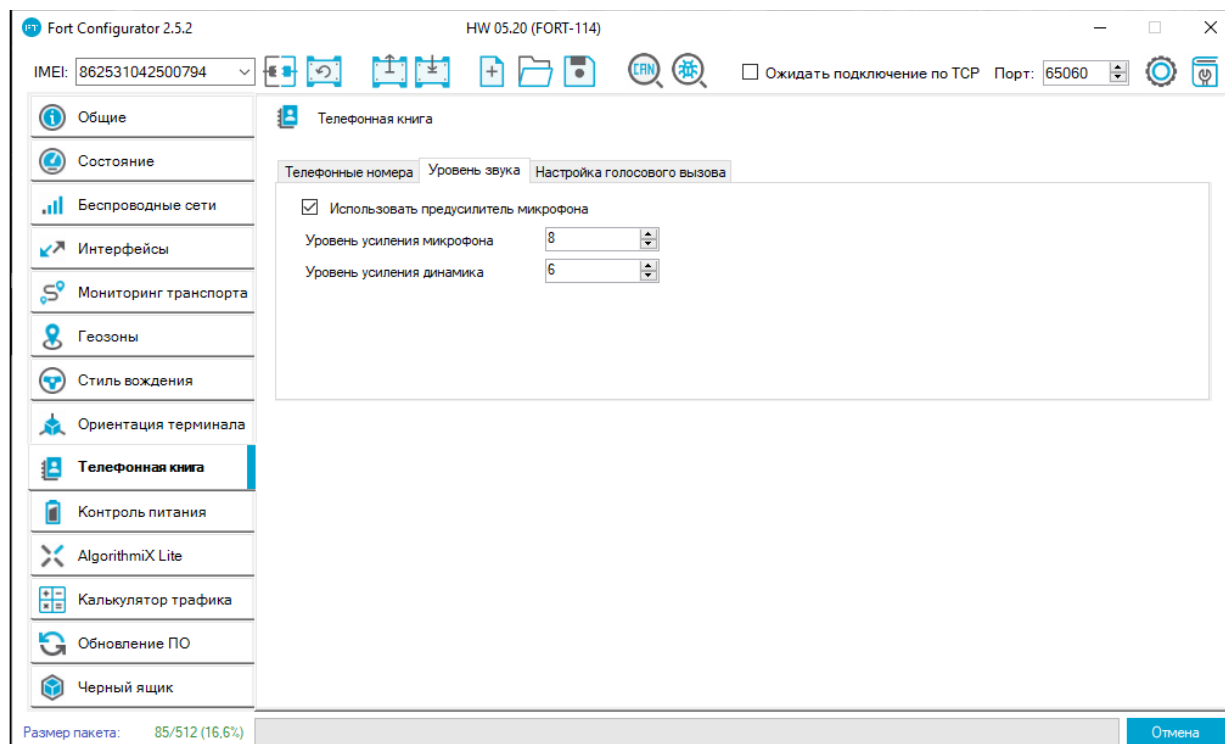 Fort Configurator 2.5.2 HW 05.20 (FORT-114)
IMEI: 862531042500794 CAN Ожидать подключение по TCP Порт: 65060
Общие
Состояние
Беспроводные сети
Интерфейсы
Мониторинг транспорта
Геозоны
Стиль вождения
Ориентация терминала
Телефонная книга
Контроль питания
AlgorithmiX Lite
Калькулятор трафика
Обновление ПО
Черный ящик
Телефонная книга
Телефонные номера Уровень звука Настройка голосового вызова
Использовать предусилитель микрофона
Уровень усиления микрофона 8
Уровень усиления динамика 6
Размер пакета: 85/512 (16,6%) Отмена